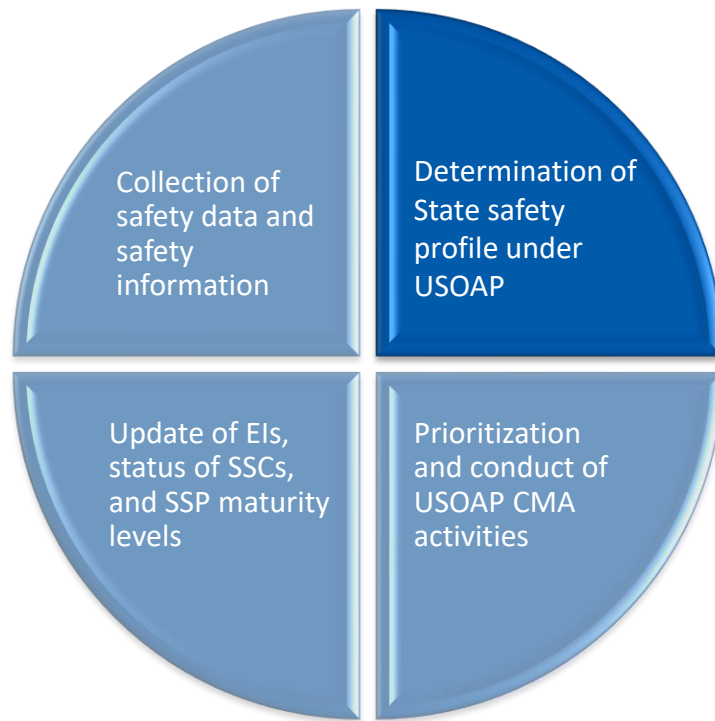 Collection of
safety data and
safety
information
Determination of
State safety
profile under
USOAP
Update of EIs,
status of SSCs,
and SSP maturity
levels
Prioritization
and conduct of
USOAP CMA
activities